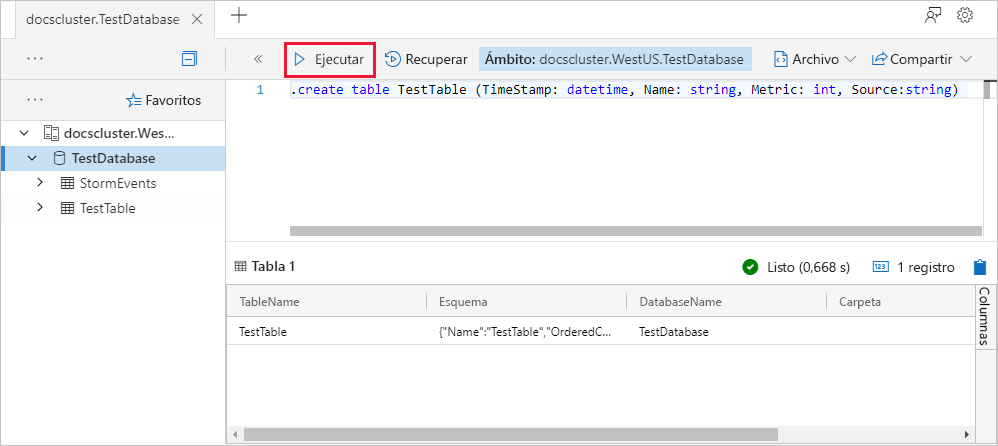 docscluster.TestDatabase
Ejecutar Recuperar Ámbito: docscluster.WestUS.TestDatabase Archivo Compartir
Favoritos
docscluster.Wes...
TestDatabase
StormEvents
TestTable
1 .create table TestTable (TimeStamp: datetime, Name: string, Metric: int, Source:string)
Tabla 1 Listo (0,668 s) 123 1 registro
TableName Esquema DatabaseName Carpeta
TestTable {"Name":"TestTable","OrderedC... TestDatabase
Columnas